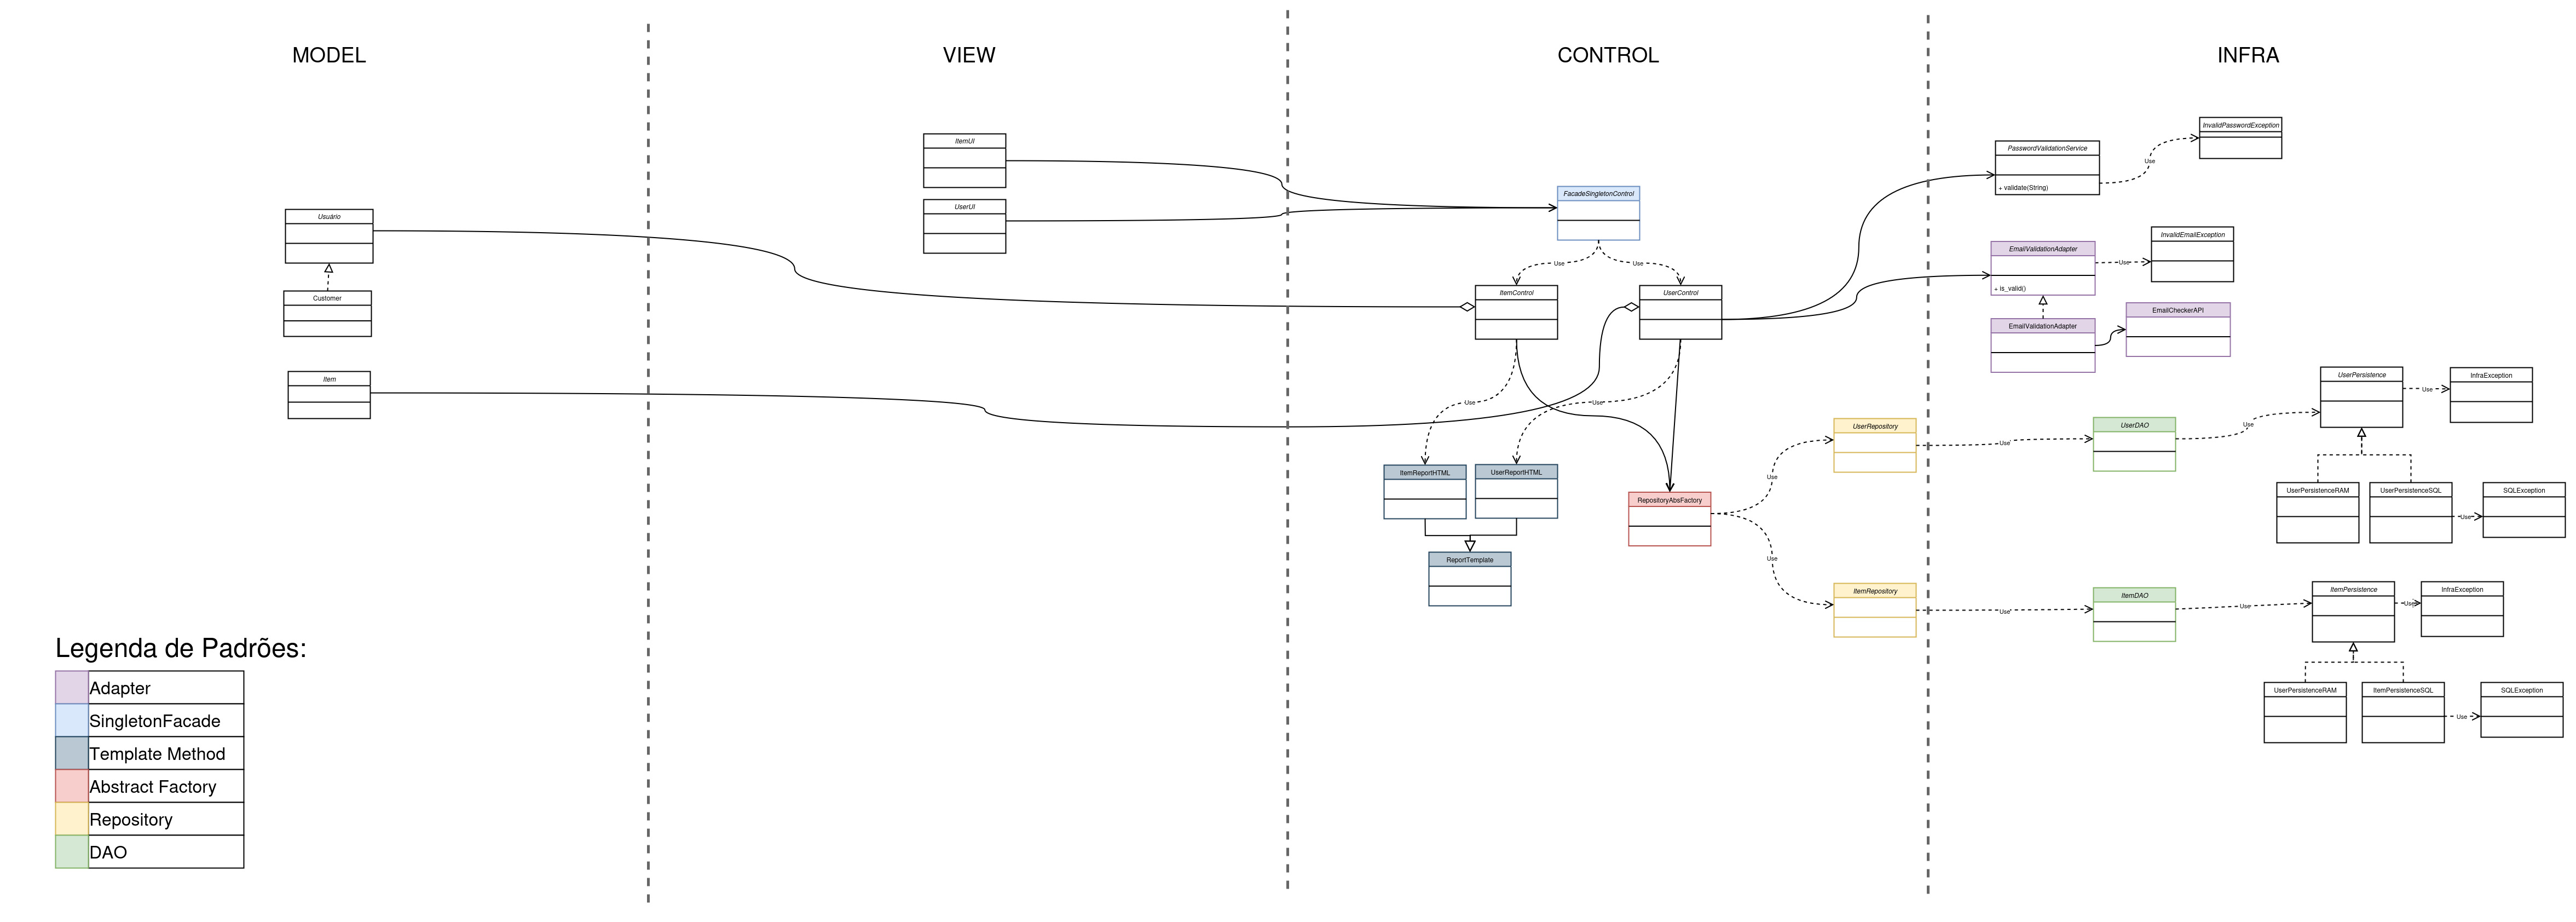 MODEL
VIEW
CONTROL
INFRA
Usuário
Customer
Item
ItemUI
UserUI
FacadeSingletonControl
Use
Use
ItemControl
UserControl
Use
Use
ItemReportHTML
UserReportHTML
ReportTemplate
RepositoryAbsFactory
Use
Use
UserRepository
ItemRepository
PasswordValidationService
+ validate(String)
Use
InvalidPasswordException
EmailValidationAdapter
+ is_valid()
Use
InvalidEmailException
EmailValidationAdapter
EmailCheckerAPI
Use
UserDAO
Use
UserPersistence
Use
InfraException
UserPersistenceRAM
UserPersistenceSQL
Use
SQLException
Use
ItemDAO
Use
ItemPersistence
Use
InfraException
UserPersistenceRAM
ItemPersistenceSQL
Use
SQLException
Legenda de Padrões:
Adapter
SingletonFacade
Template Method
Abstract Factory
Repository
DAO